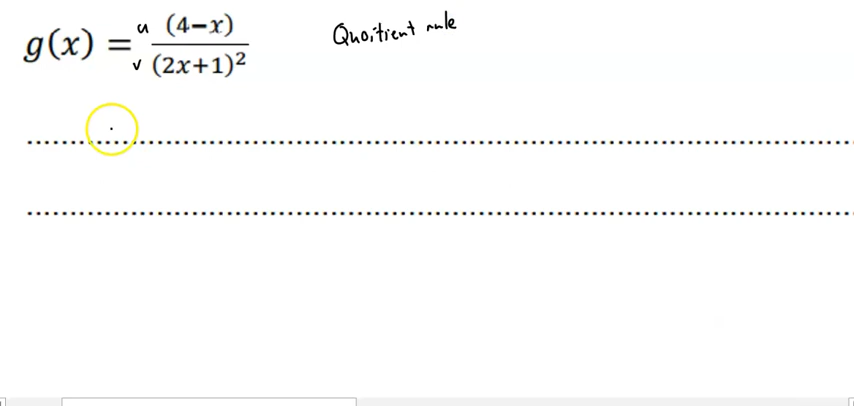 g(x) = u (4−x) / v (2x+1)²
Quoitient rule